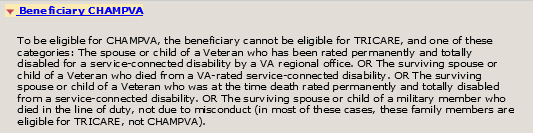 Beneficiary CHAMPVA
To be eligible for CHAMPVA, the beneficiary cannot be eligible for TRICARE, and one of these
categories: The spouse or child of a Veteran who has been rated permanently and totally
disabled for a service-connected disability by a VA regional office. OR The surviving spouse or
child of a Veteran who died from a VA-rated service-connected disability. OR The surviving
spouse or child of a Veteran who was at the time death rated permanently and totally disabled
from a service-connected disability. OR The surviving spouse or child of a military member who
died in the line of duty, not due to misconduct (in most of these cases, these family members are
eligible for TRICARE, not CHAMPVA).